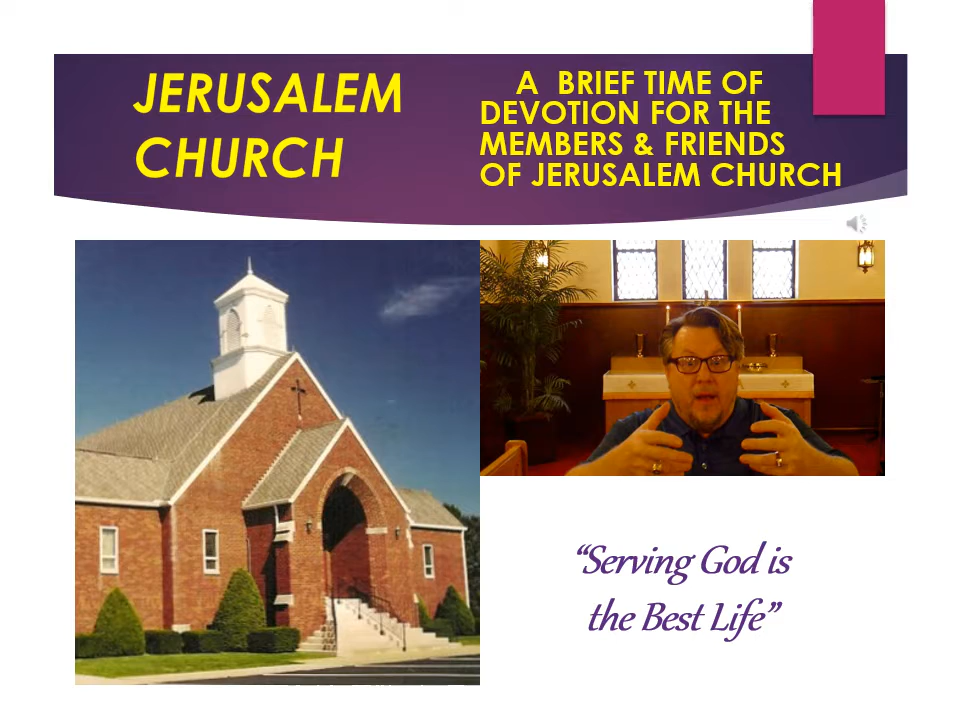 JERUSALEM
CHURCH
A BRIEF TIME OF
DEVOTION FOR THE
MEMBERS & FRIENDS
OF JERUSALEM CHURCH
“Serving God is
the Best Life”